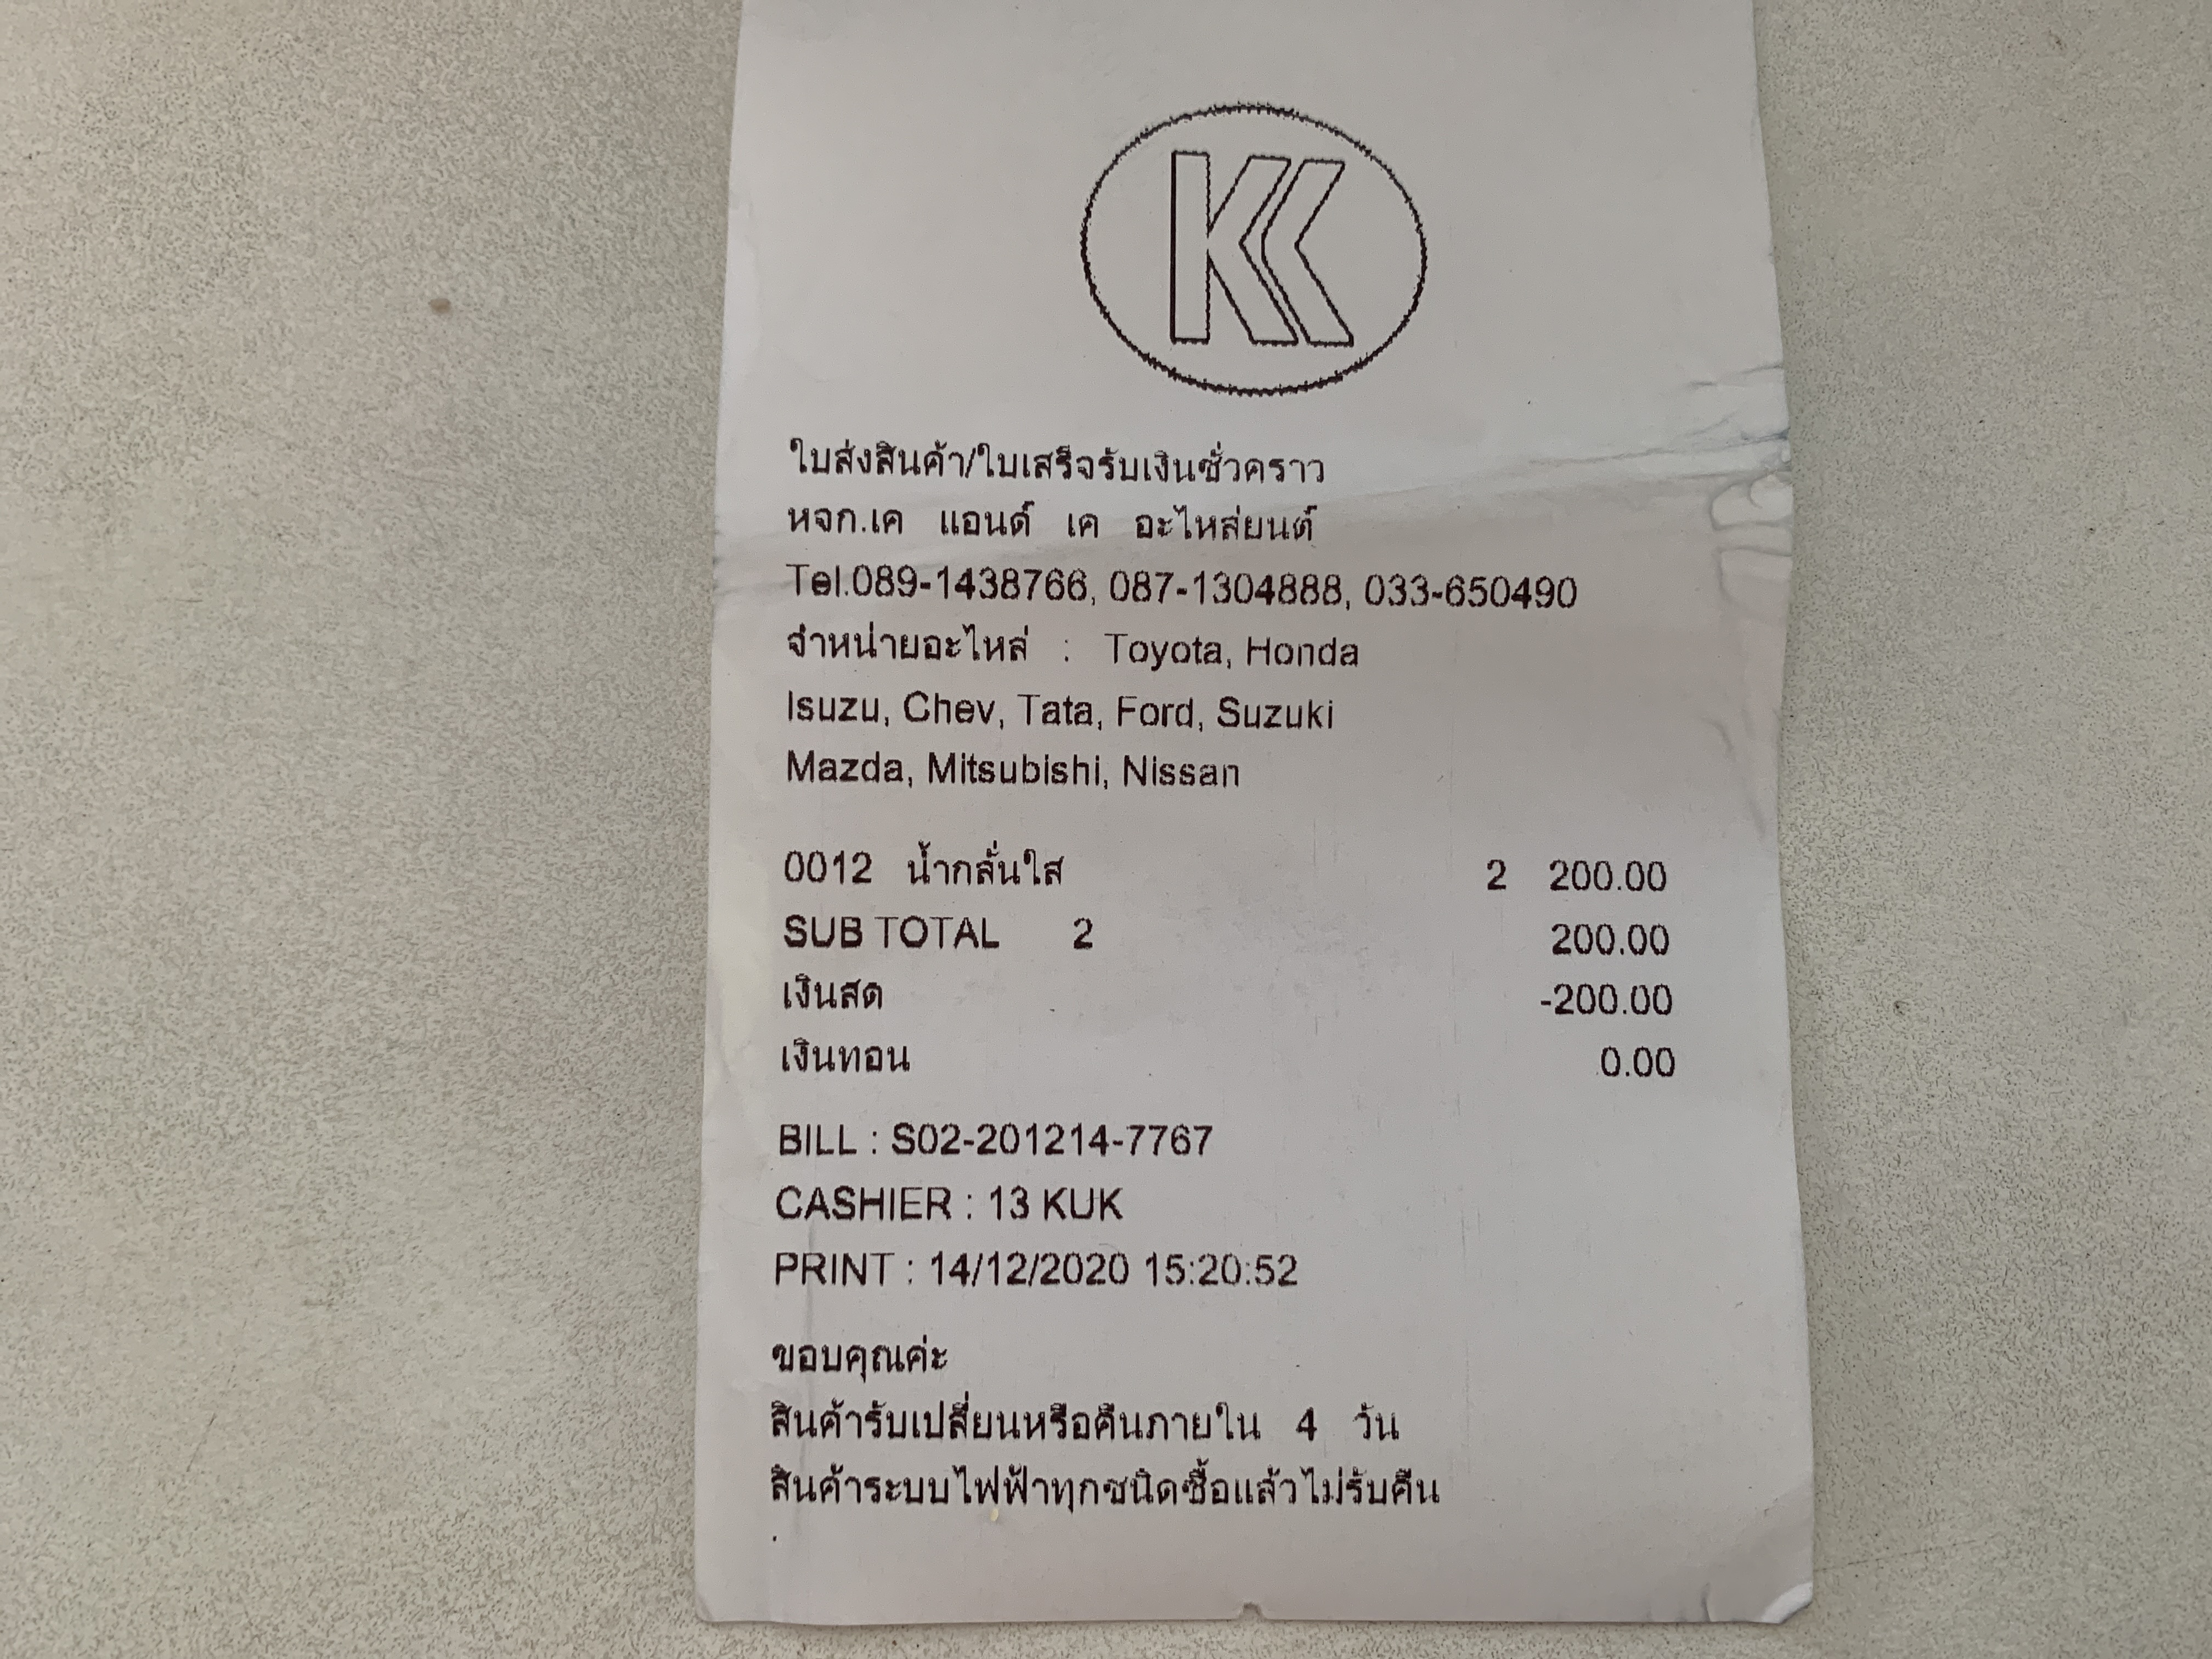 KK
ใบส่งสินค้า/ใบเสร็จรับเงินชั่วคราว
หจก.เค แอนด์ เค อะไหล่ยนต์
Tel.089-1438766, 087-1304888, 033-650490
จำหน่ายอะไหล่ : Toyota, Honda
Isuzu, Chev, Tata, Ford, Suzuki
Mazda, Mitsubishi, Nissan
0012 น้ำกลั่นใส 2 200.00
SUB TOTAL 2 200.00
เงินสด -200.00
เงินทอน 0.00
BILL : S02-201214-7767
CASHIER : 13 KUK
PRINT : 14/12/2020 15:20:52
ขอบคุณค่ะ
สินค้ารับเปลี่ยนหรือคืนภายใน 4 วัน
สินค้าระบบไฟฟ้าทุกชนิดซื้อแล้วไม่รับคืน
.